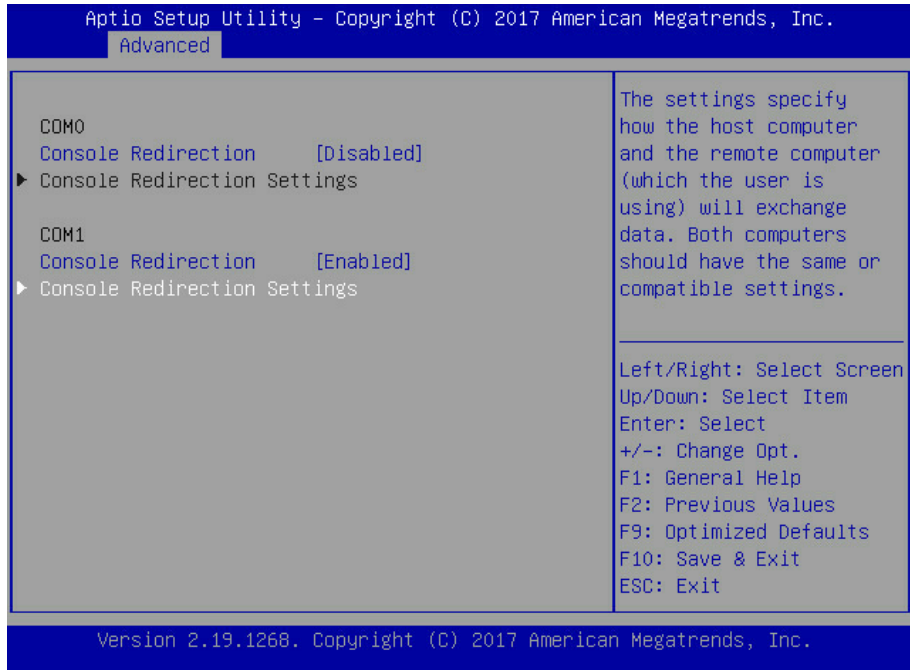 Aptio Setup Utility – Copyright (C) 2017 American Megatrends, Inc.
Advanced
COM0
Console Redirection [Disabled]
Console Redirection Settings
COM1
Console Redirection [Enabled]
Console Redirection Settings
The settings specify
how the host computer
and the remote computer
(which the user is
using) will exchange
data. Both computers
should have the same or
compatible settings.
Left/Right: Select Screen
Up/Down: Select Item
Enter: Select
+/-: Change Opt.
F1: General Help
F2: Previous Values
F9: Optimized Defaults
F10: Save & Exit
ESC: Exit
Version 2.19.1268. Copyright (C) 2017 American Megatrends, Inc.